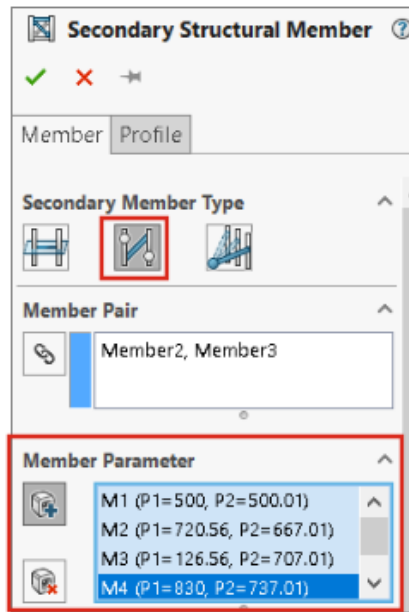 Secondary Structural Member ?
Member Profile
Secondary Member Type
Member Pair
Member2, Member3
Member Parameter
M1 (P1=500, P2=500.01)
M2 (P1=720.56, P2=667.01)
M3 (P1=126.56, P2=707.01)
M4 (P1=830, P2=737.01)